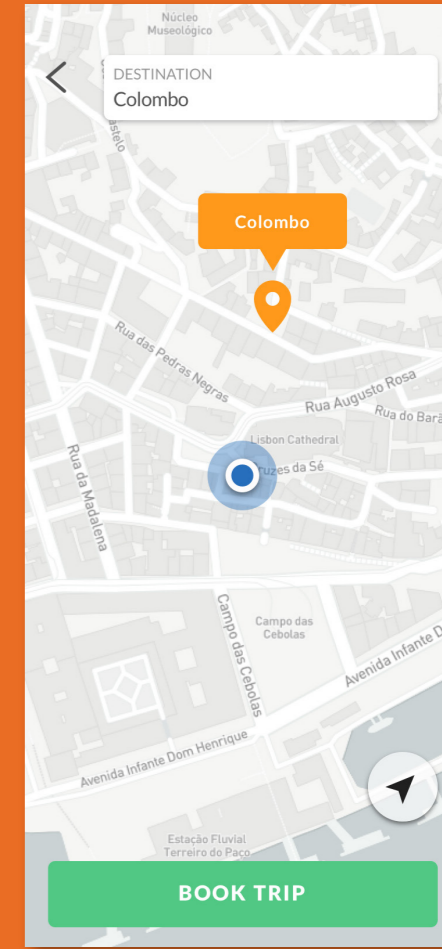 Núcleo
Museológico
DESTINATION
Colombo
Colombo
Rua das Pedras Negras
Rua Augusto Rosa
Rua do
Lisbon Cathedral
da Sé
Rua da Madalena
Campo das Cebolas
Campo das
Cebolas
Avenida Infante
Avenida Infante Dom Henrique
Estação Fluvial
Terreiro do Paço
BOOK TRIP